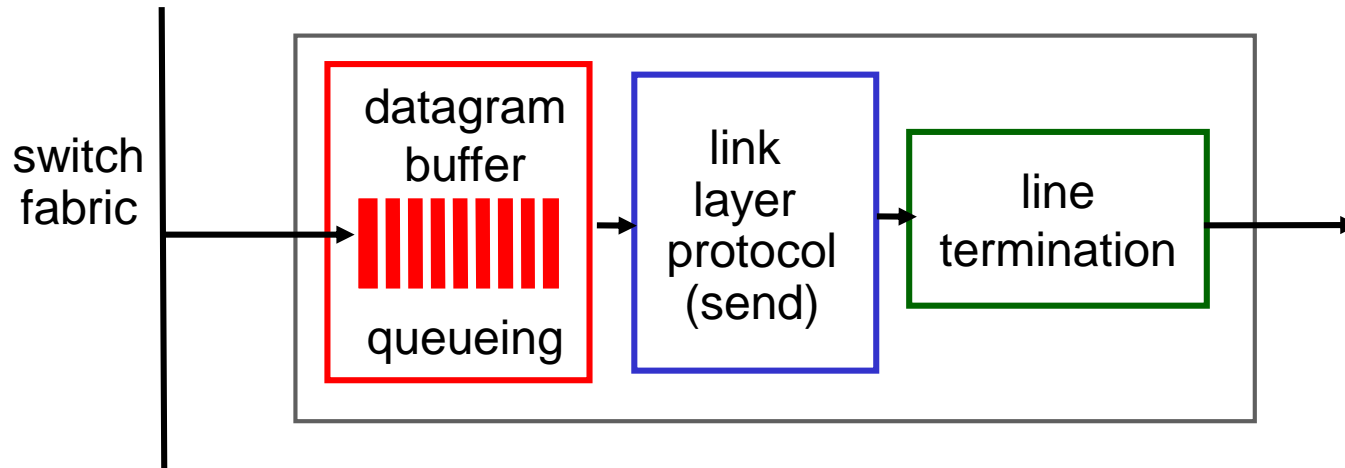 switch
fabric
datagram
buffer
queueing
link
layer
protocol
(send)
line
termination